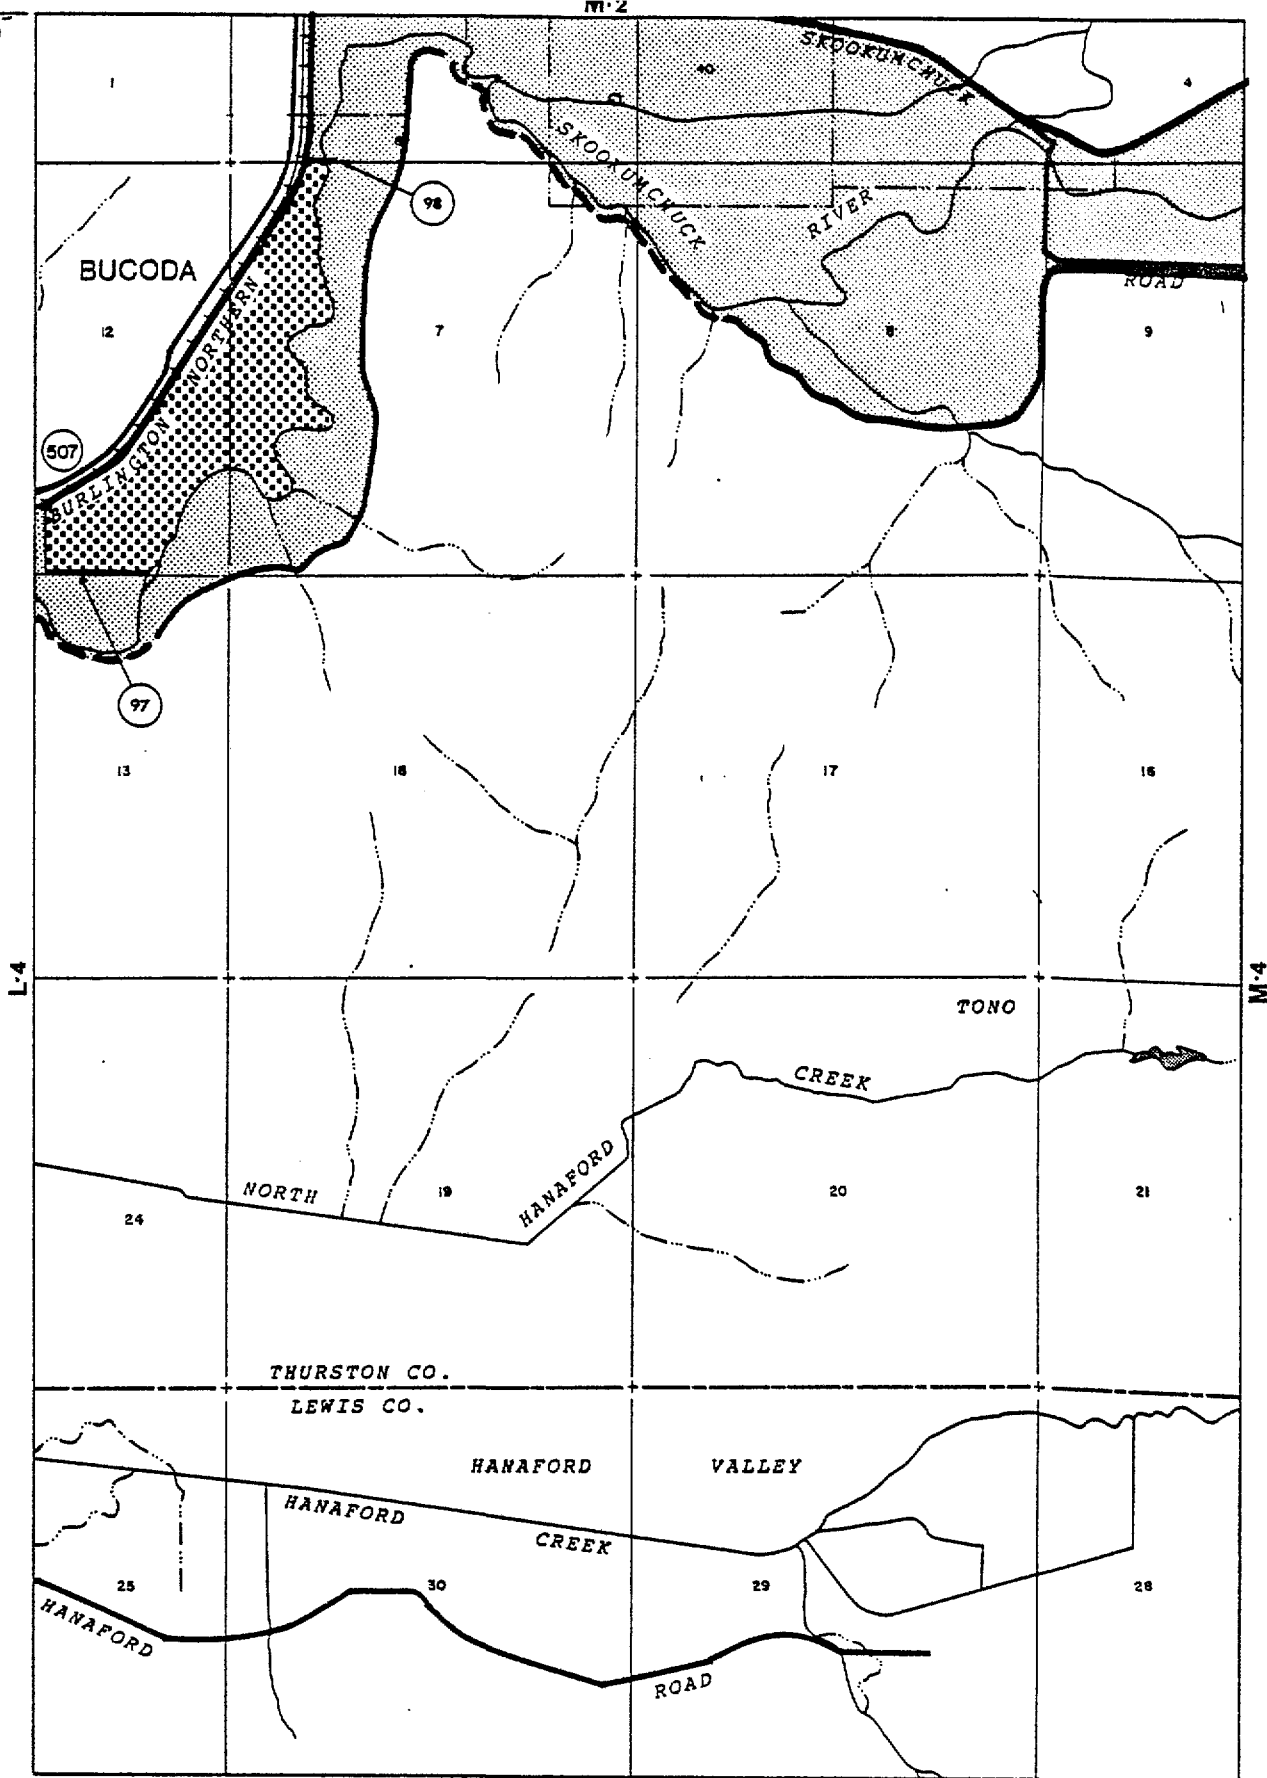 M·2
SKOOKUMCHUCK
1
40
4
SKOOKUMCHUCK
98
RIVER
BUCODA
ROAD
12
7
8
9
BURLINGTON NORTHERN
507
97
13
18
17
16
L·4
M·4
TONO
CREEK
HANAFORD
NORTH
19
20
21
24
THURSTON CO.
LEWIS CO.
HANAFORD VALLEY
HANAFORD
CREEK
25
30
29
28
HANAFORD
ROAD